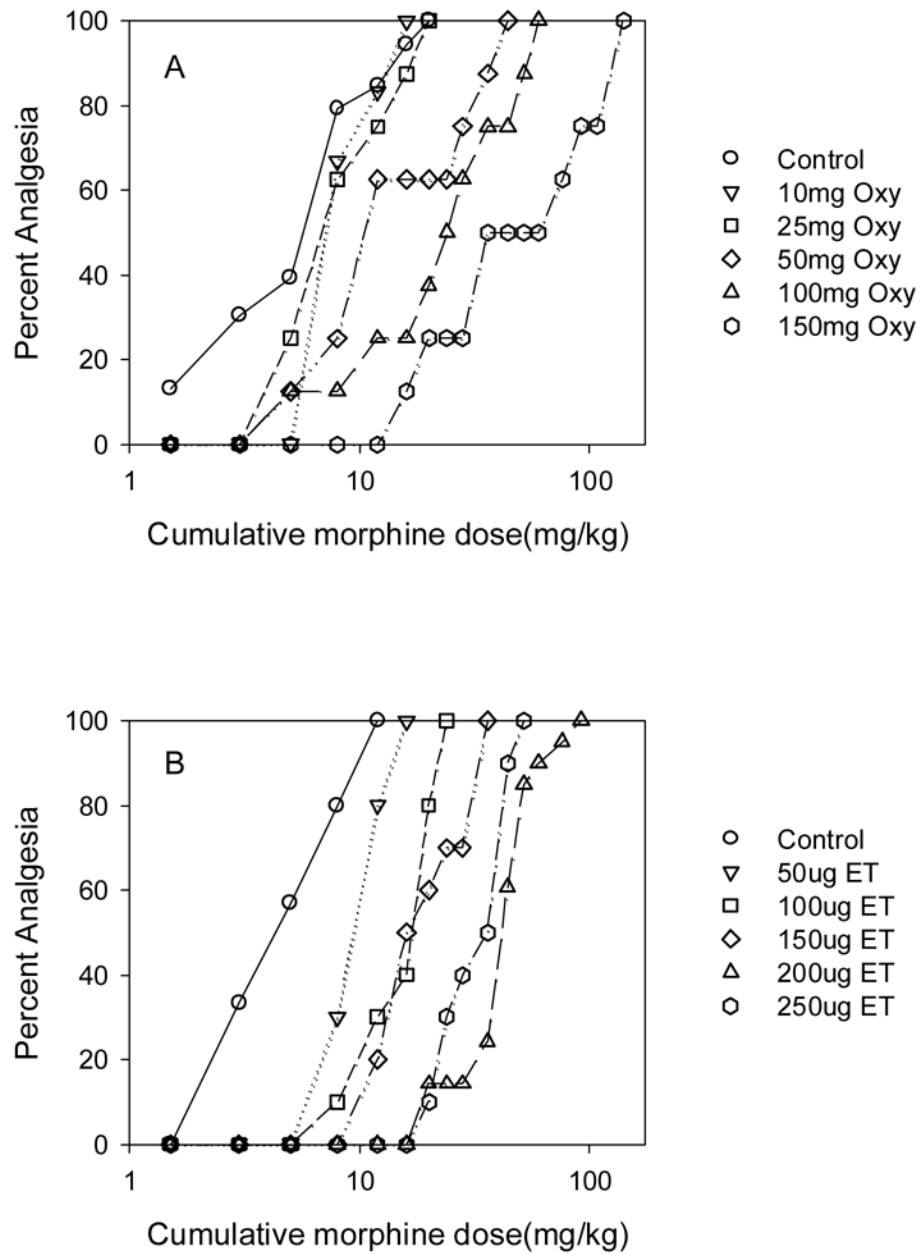 100
80
60
40
20
0
A
Percent Analgesia
1
10
100
Cumulative morphine dose(mg/kg)
Control
10mg Oxy
25mg Oxy
50mg Oxy
100mg Oxy
150mg Oxy
100
80
60
40
20
0
B
Percent Analgesia
1
10
100
Cumulative morphine dose(mg/kg)
Control
50ug ET
100ug ET
150ug ET
200ug ET
250ug ET